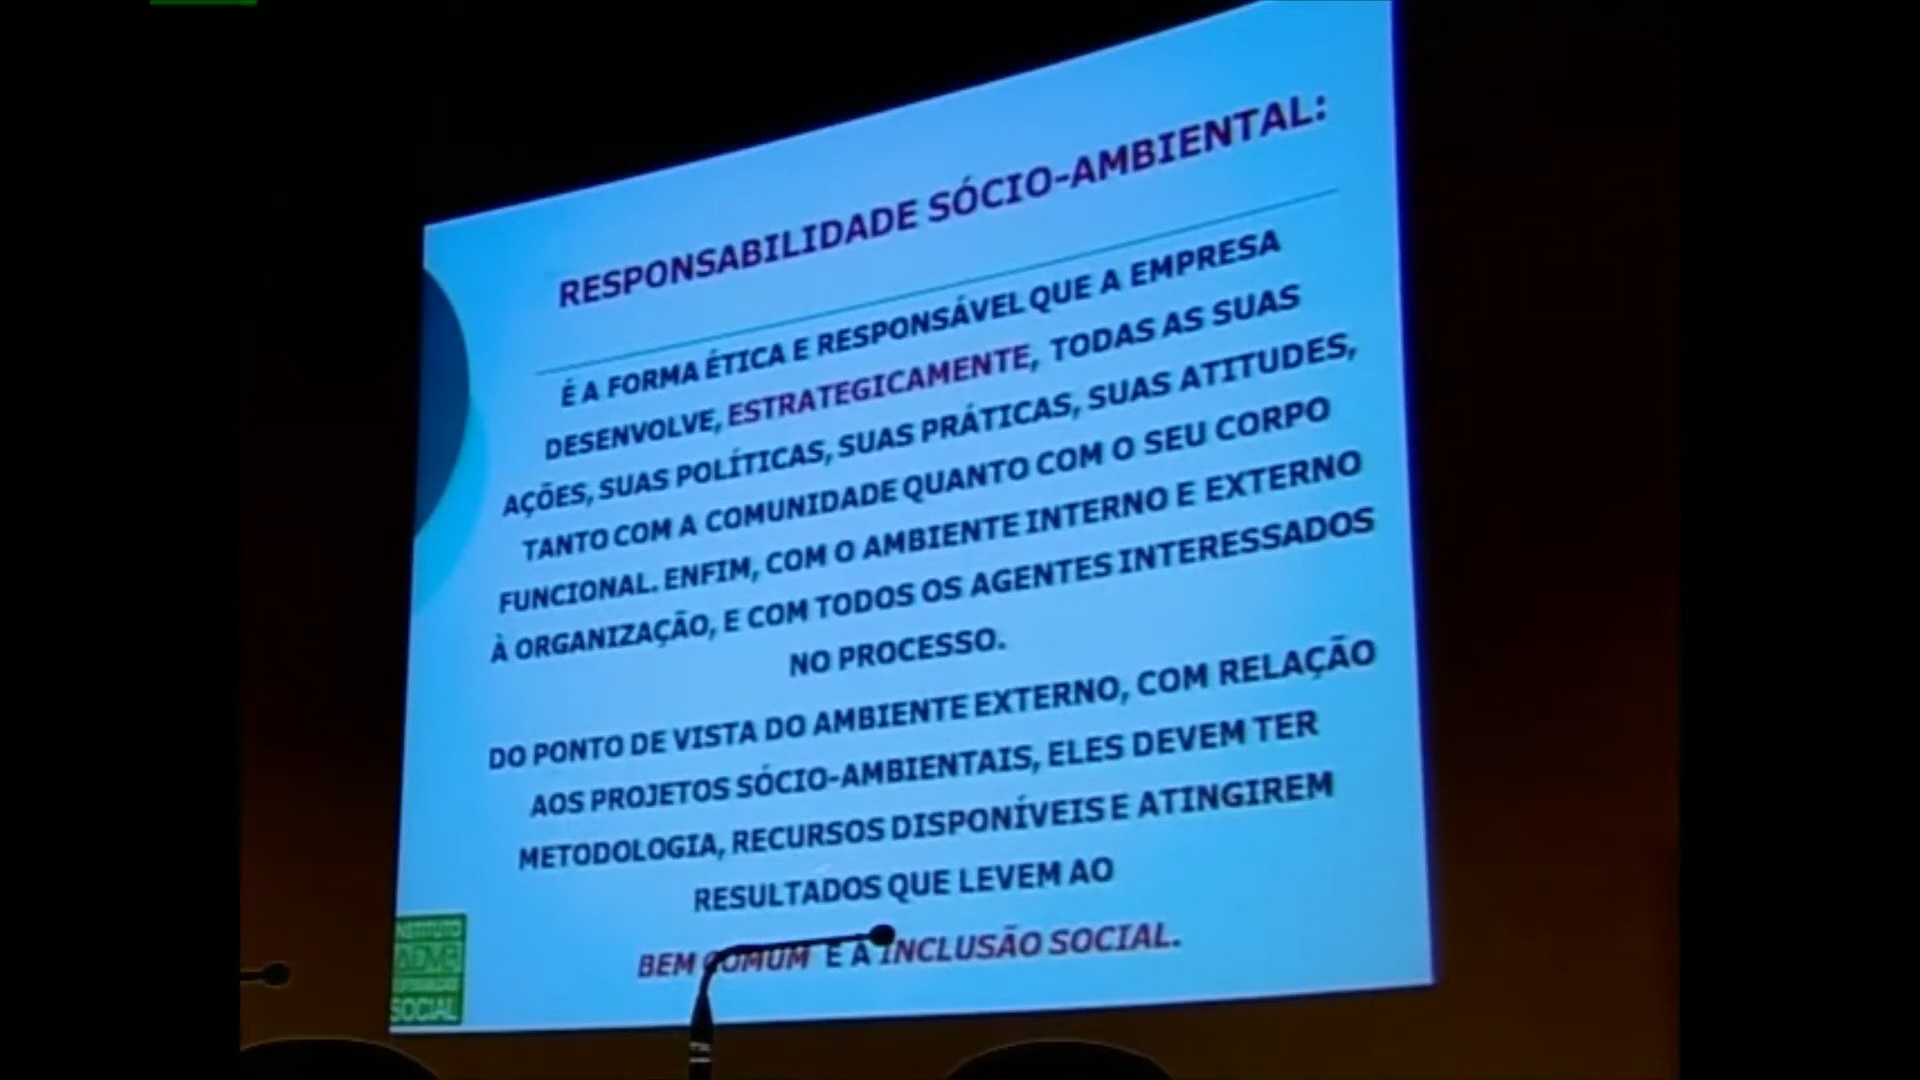 RESPONSABILIDADE SÓCIO-AMBIENTAL:
É A FORMA ÉTICA E RESPONSÁVEL QUE A EMPRESA
DESENVOLVE, ESTRATEGICAMENTE, TODAS AS SUAS
AÇÕES, SUAS POLÍTICAS, SUAS PRÁTICAS, SUAS ATITUDES,
TANTO COM A COMUNIDADE QUANTO COM O SEU CORPO
FUNCIONAL. ENFIM, COM O AMBIENTE INTERNO E EXTERNO
À ORGANIZAÇÃO, E COM TODOS OS AGENTES INTERESSADOS
NO PROCESSO.
DO PONTO DE VISTA DO AMBIENTE EXTERNO, COM RELAÇÃO
AOS PROJETOS SÓCIO-AMBIENTAIS, ELES DEVEM TER
METODOLOGIA, RECURSOS DISPONÍVEIS E ATINGIREM
RESULTADOS QUE LEVEM AO
BEM COMUM E A INCLUSÃO SOCIAL.
INSTITUTO
ADVB
SOCIAL